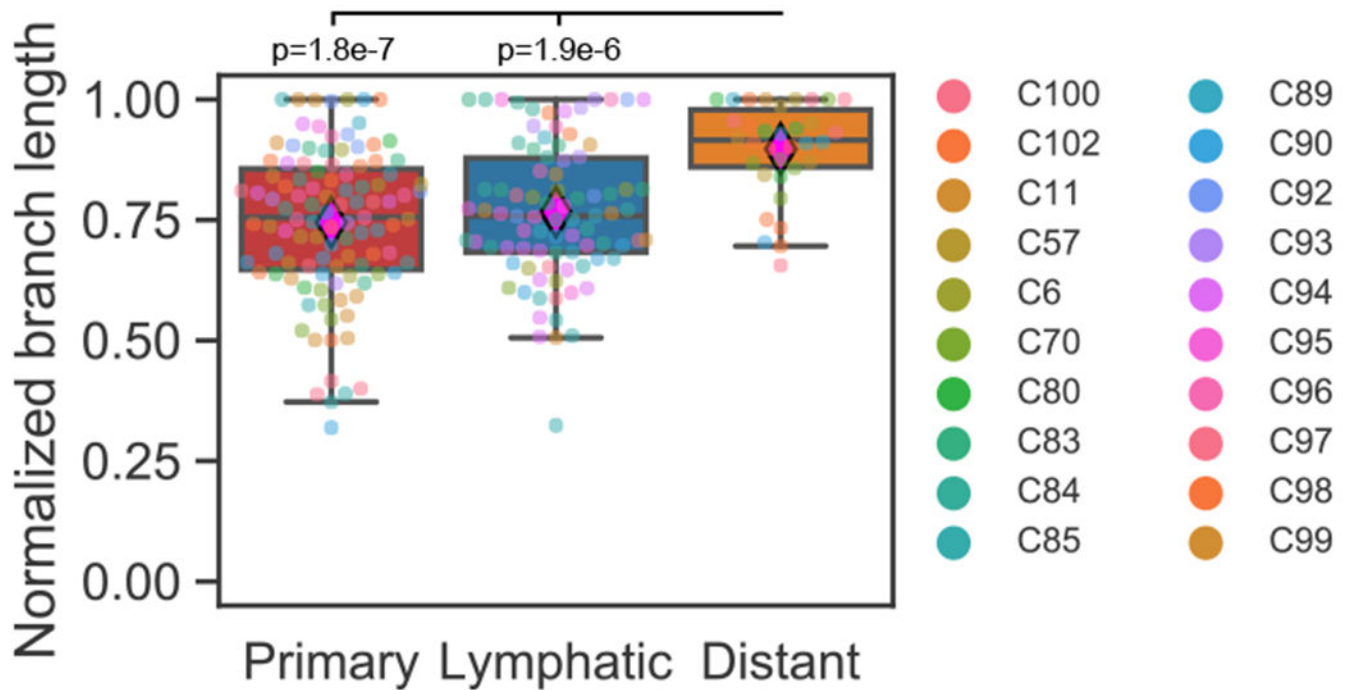 p=1.8e-7 p=1.9e-6
Normalized branch length
1.00
0.75
0.50
0.25
0.00
Primary Lymphatic Distant
C100
C102
C11
C57
C6
C70
C80
C83
C84
C85
C89
C90
C92
C93
C94
C95
C96
C97
C98
C99